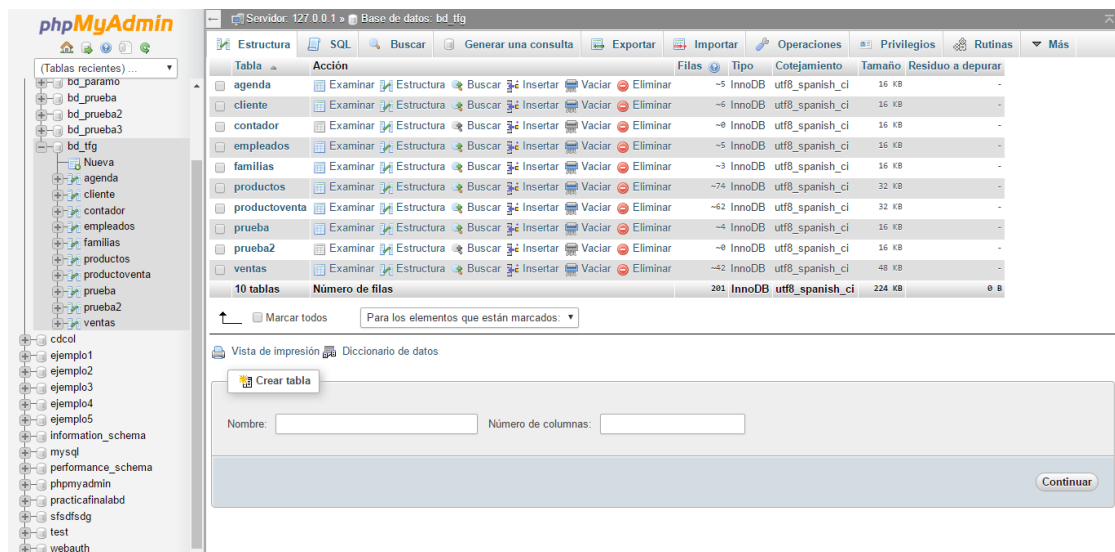 phpMyAdmin
(Tablas recientes) ...
bd_paramo
bd_prueba
bd_prueba2
bd_prueba3
bd_tfg
Nueva
agenda
cliente
contador
empleados
familias
productos
productoventa
prueba
prueba2
ventas
cdcol
ejemplo1
ejemplo2
ejemplo3
ejemplo4
ejemplo5
information_schema
mysql
performance_schema
phpmyadmin
practicafinalabd
sfsdfsdg
test
webauth
Servidor: 127.0.0.1 » Base de datos: bd_tfg
Estructura SQL Buscar Generar una consulta Exportar Importar Operaciones Privilegios Rutinas Más
Tabla Acción Filas Tipo Cotejamiento Tamaño Residuo a depurar
agenda Examinar Estructura Buscar Insertar Vaciar Eliminar ~5 InnoDB utf8_spanish_ci 16 KB -
cliente Examinar Estructura Buscar Insertar Vaciar Eliminar ~6 InnoDB utf8_spanish_ci 16 KB -
contador Examinar Estructura Buscar Insertar Vaciar Eliminar ~0 InnoDB utf8_spanish_ci 16 KB -
empleados Examinar Estructura Buscar Insertar Vaciar Eliminar ~5 InnoDB utf8_spanish_ci 16 KB -
familias Examinar Estructura Buscar Insertar Vaciar Eliminar ~3 InnoDB utf8_spanish_ci 16 KB -
productos Examinar Estructura Buscar Insertar Vaciar Eliminar ~74 InnoDB utf8_spanish_ci 32 KB -
productoventa Examinar Estructura Buscar Insertar Vaciar Eliminar ~62 InnoDB utf8_spanish_ci 32 KB -
prueba Examinar Estructura Buscar Insertar Vaciar Eliminar ~4 InnoDB utf8_spanish_ci 16 KB -
prueba2 Examinar Estructura Buscar Insertar Vaciar Eliminar ~0 InnoDB utf8_spanish_ci 16 KB -
ventas Examinar Estructura Buscar Insertar Vaciar Eliminar ~42 InnoDB utf8_spanish_ci 48 KB -
10 tablas Número de filas 201 InnoDB utf8_spanish_ci 224 KB 0 B
Marcar todos Para los elementos que están marcados:
Vista de impresión Diccionario de datos
Crear tabla
Nombre: Número de columnas:
Continuar